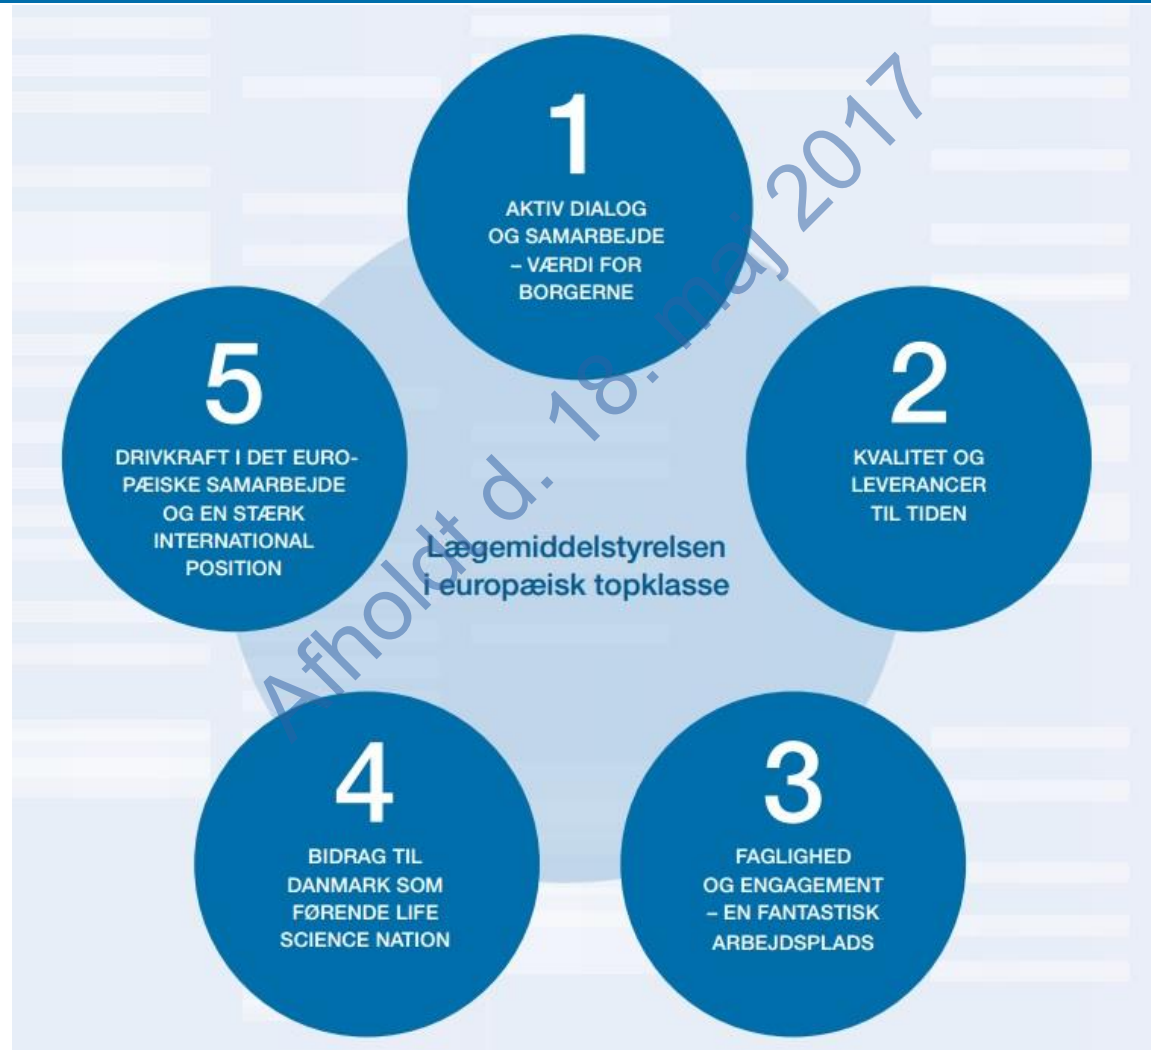 1
AKTIV DIALOG
OG SAMARBEJDE
– VÆRDI FOR
BORGERNE
2
KVALITET OG
LEVERANCER
TIL TIDEN
3
FAGLIGHED
OG ENGAGEMENT
– EN FANTASTISK
ARBEJDSPLADS
4
BIDRAG TIL
DANMARK SOM
FØRENDE LIFE
SCIENCE NATION
5
DRIVKRAFT I DET EURO-
PÆISKE SAMARBEJDE
OG EN STÆRK
INTERNATIONAL
POSITION
Lægemiddelstyrelsen
i europæisk topklasse
Afholdt d. 18. maj 2017